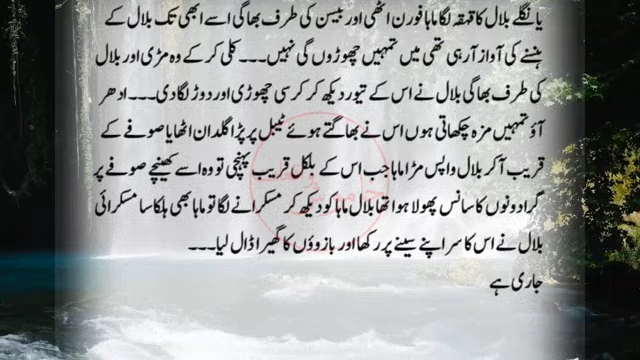 یا نگلے بلال کا قہقہ لگا ماہا فورن اٹھی اور بیسن کی طرف بھاگی اسے ابھی تک بلال کے
ہنسنے کی آواز آ رہی تھی میں تمہیں چھوڑوں گی نہیں۔۔۔ کلی کر کے وہ مڑی اور بلال
کی طرف بھاگی بلال نے اس کے تیور دیکھ کر کرسی چھوڑی اور دوڑ لگا دی۔۔۔ ادھر
آؤ تمہیں مزہ چکھاتی ہوں اس نے بھاگتے ہوئے ٹیبل پر پڑا گلدان اٹھایا صوفے کے
قریب آ کر بلال واپس مڑا ماہا جب اس کے بلکل قریب پہنچی تو وہ اسے کھینچے صوفے پر
گرا دونوں کا سانس پھولا ہوا تھا بلال ماہا کو دیکھ کر مسکرانے لگا تو ماہا بھی ہلکا سا مسکرائی
بلال نے اس کا سر اپنے سینے پر رکھا اور بازوؤں کا گھیرا ڈال لیا۔۔۔
جاری ہے